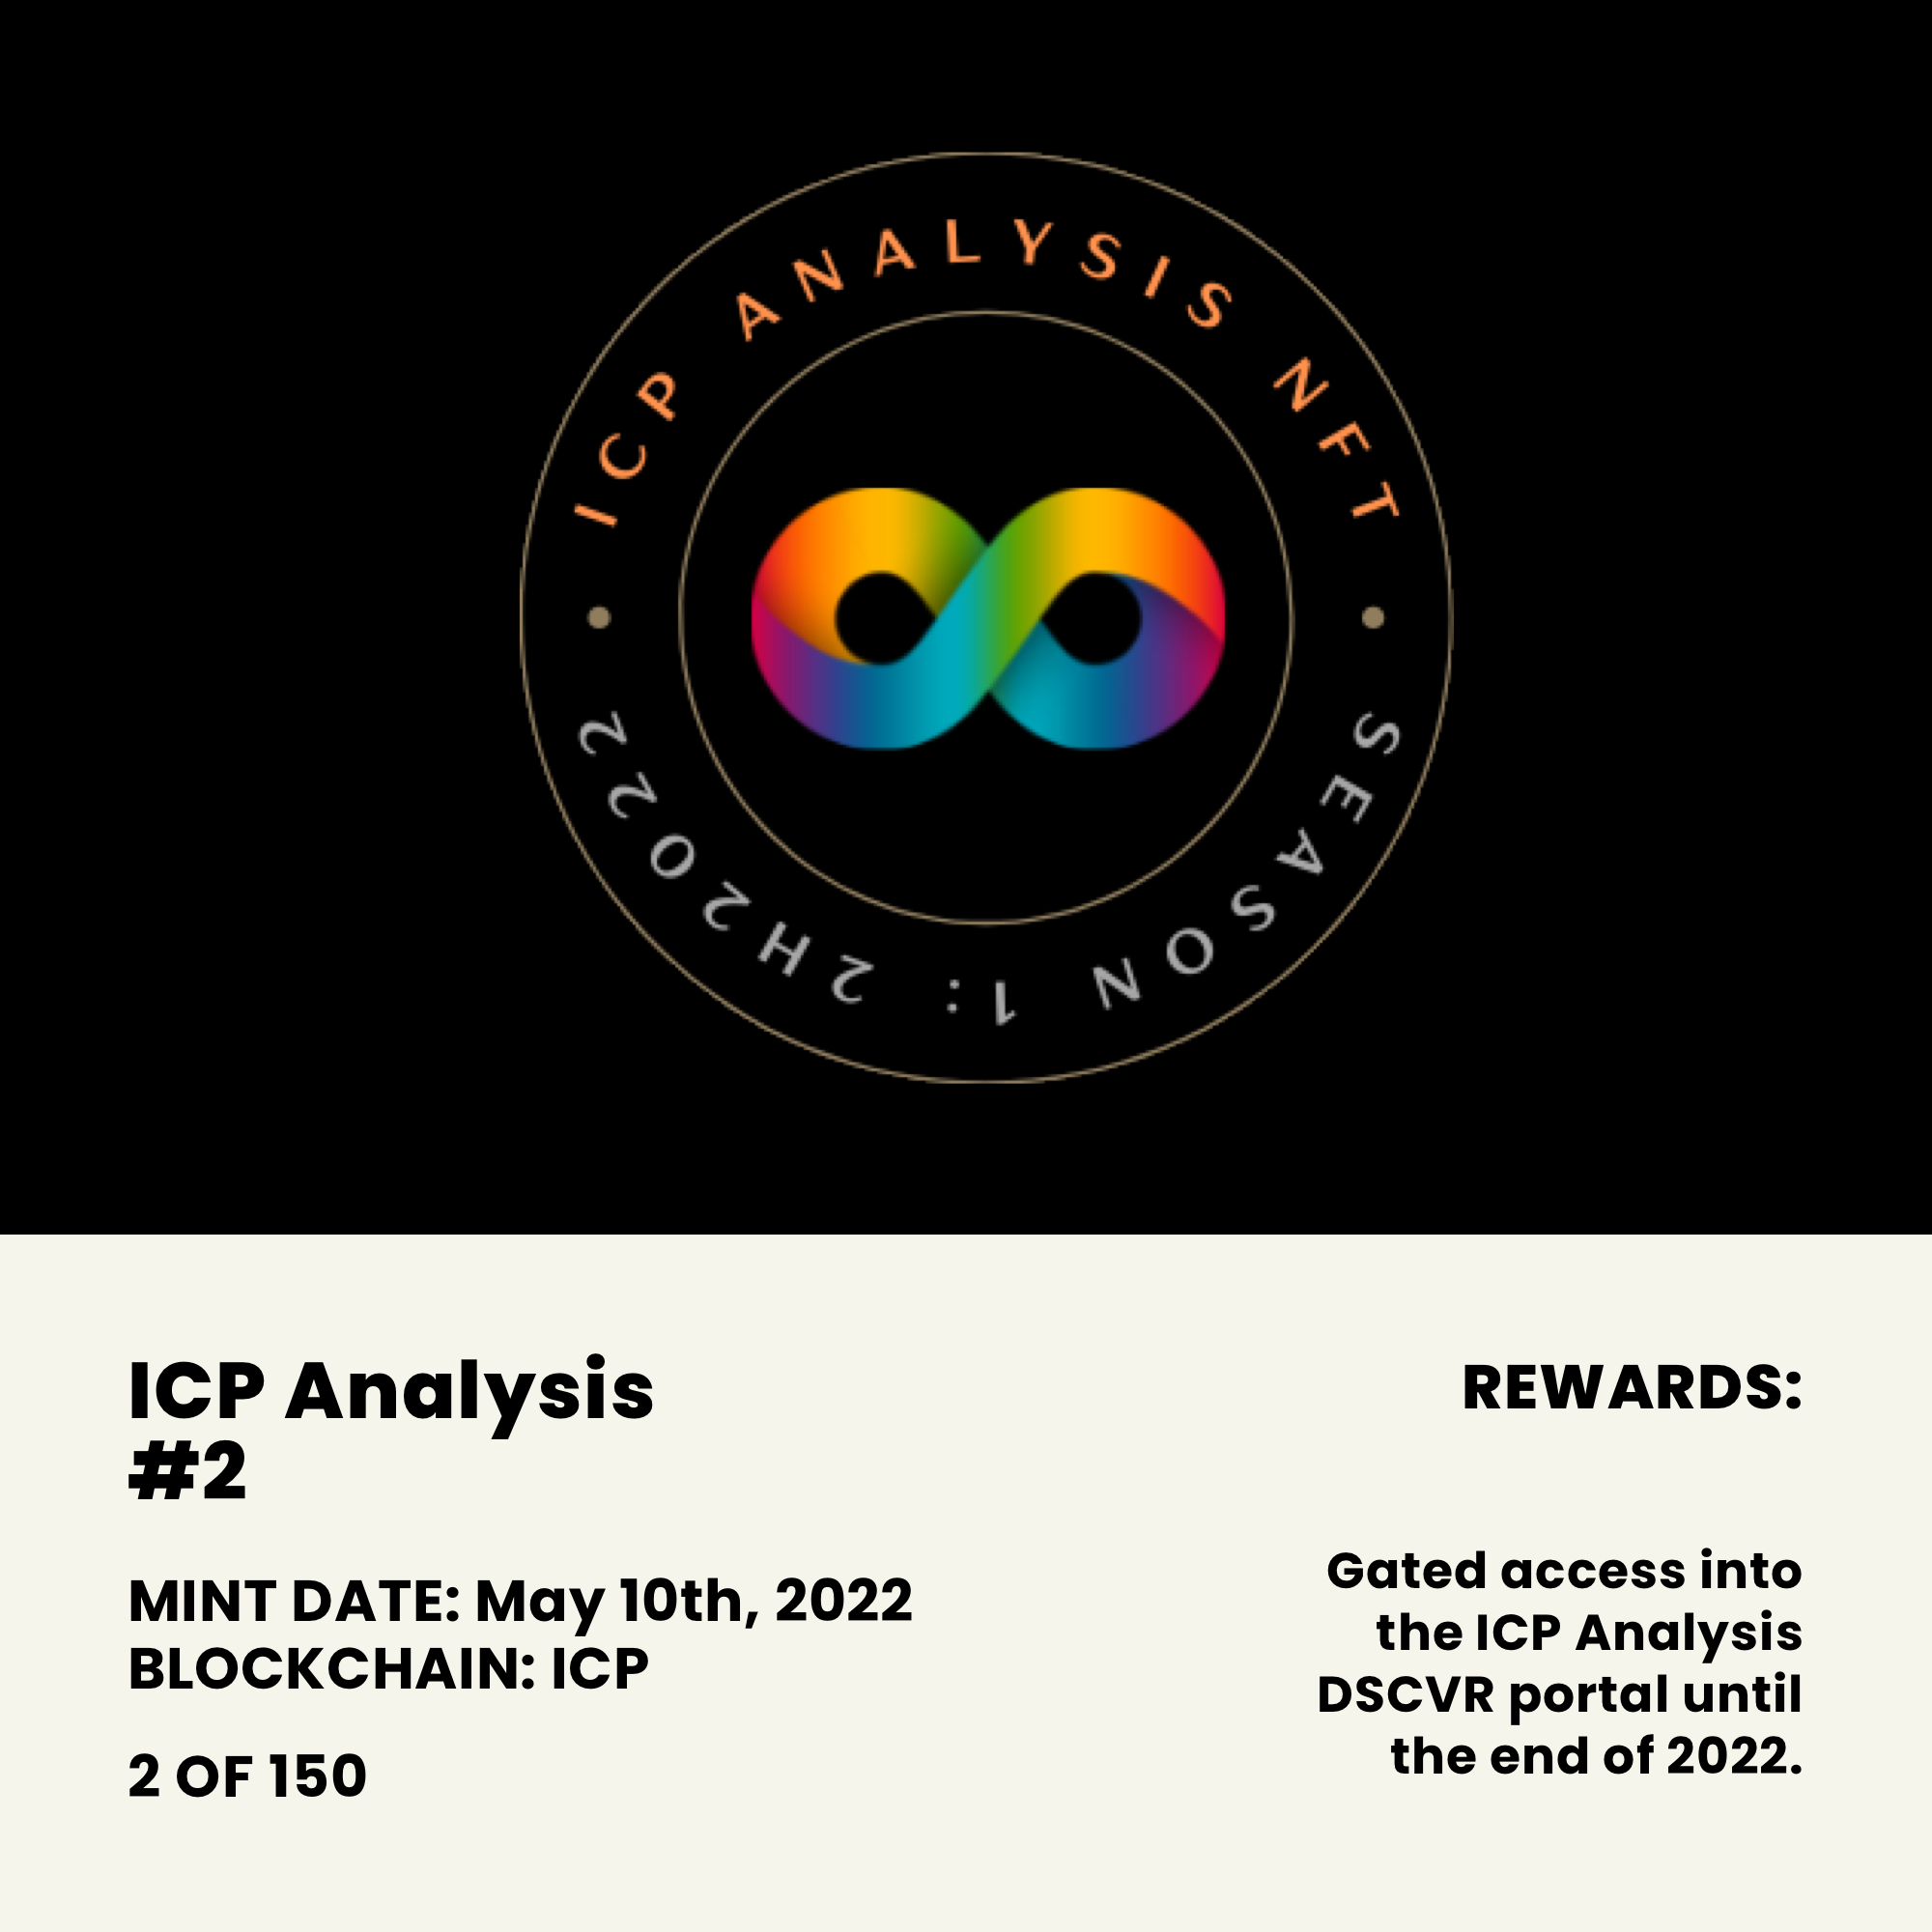 ICP ANALYSIS NFT
SEASON 1: 2H2022
ICP Analysis
#2
MINT DATE: May 10th, 2022
BLOCKCHAIN: ICP
2 OF 150
REWARDS:
Gated access into
the ICP Analysis
DSCVR portal until
the end of 2022.